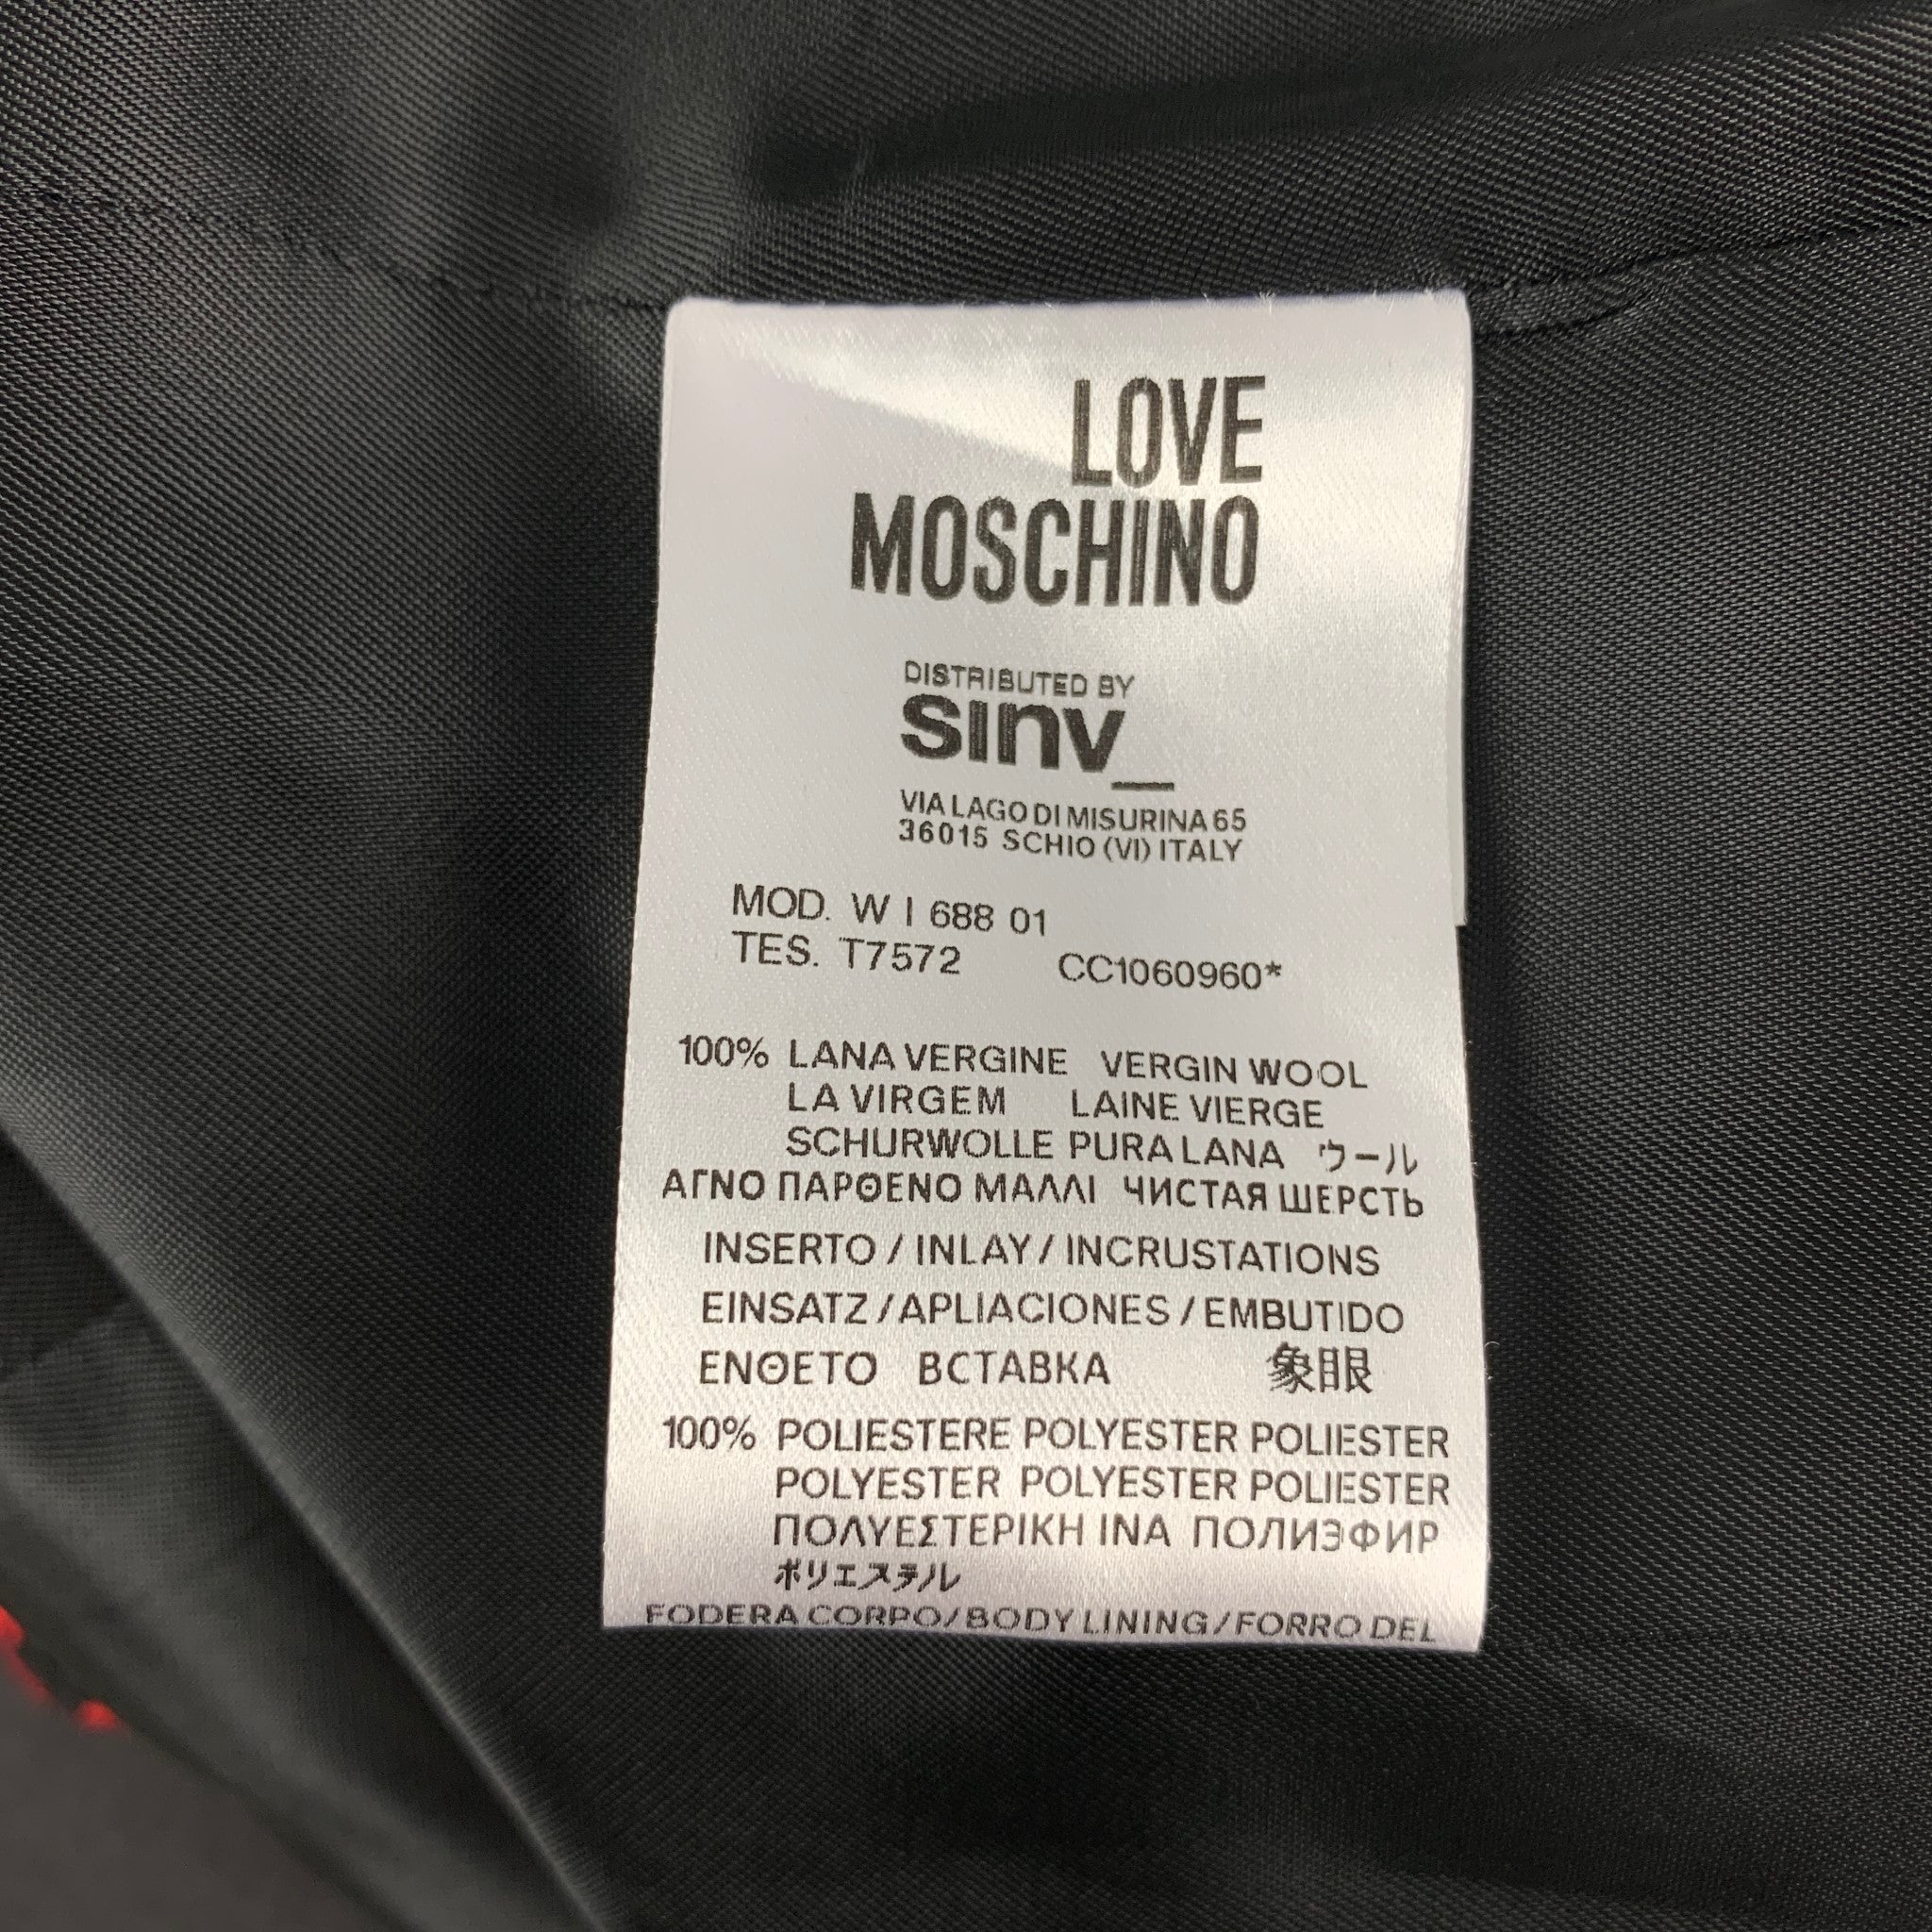 LOVE
MOSCHINO
DISTRIBUTED BY
sinv_
VIA LAGO DI MISURINA 65
36015 SCHIO (VI) ITALY
MOD. W I 688 01
TES. T7572 CC1060960*
100% LANA VERGINE VERGIN WOOL
LA VIRGEM LAINE VIERGE
SCHURWOLLE PURA LANA ウール
ΑΓΝΟ ΠΑΡΘΕΝΟ ΜΑΛΛΙ ЧИСТАЯ ШЕРСТЬ
INSERTO / INLAY / INCRUSTATIONS
EINSATZ / APLIACIONES / EMBUTIDO
ΕΝΘΕΤΟ ВСТАВКА 象眼
100% POLIESTERE POLYESTER POLIESTER
POLYESTER POLYESTER POLIESTER
ΠΟΛΥΕΣΤΕΡΙΚΗ ΙΝΑ ПОЛИЭФИР
ポリエステル
FODERA CORPO/BODY LINING/FORRO DEL